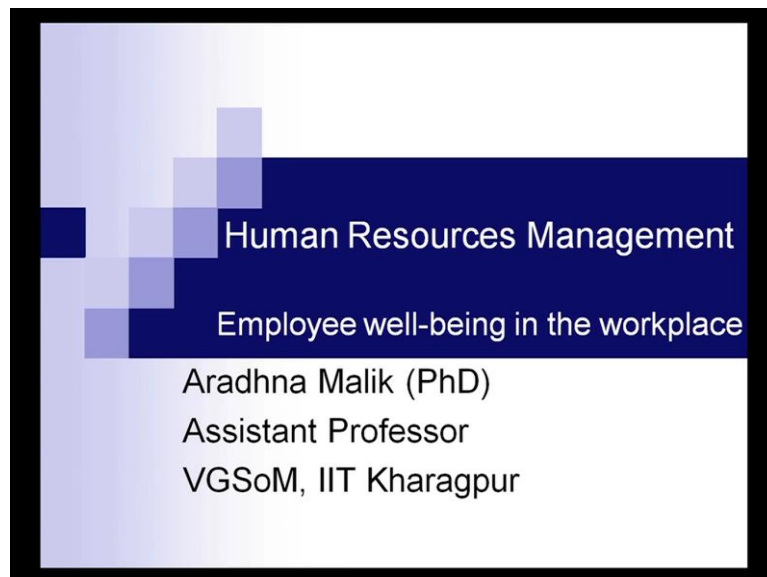 Human Resources Management
Employee well-being in the workplace
Aradhna Malik (PhD)
Assistant Professor
VGSoM, IIT Kharagpur